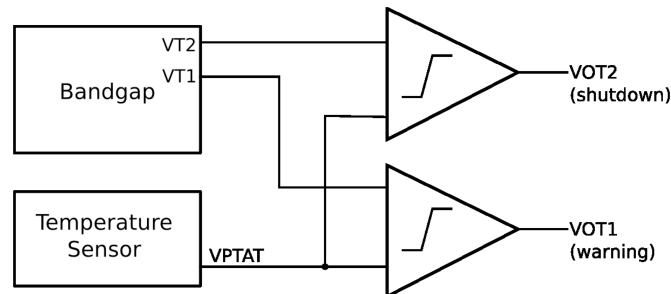 VT2
VT1
Bandgap
VOT2
(shutdown)
Temperature
Sensor
VPTAT
VOT1
(warning)